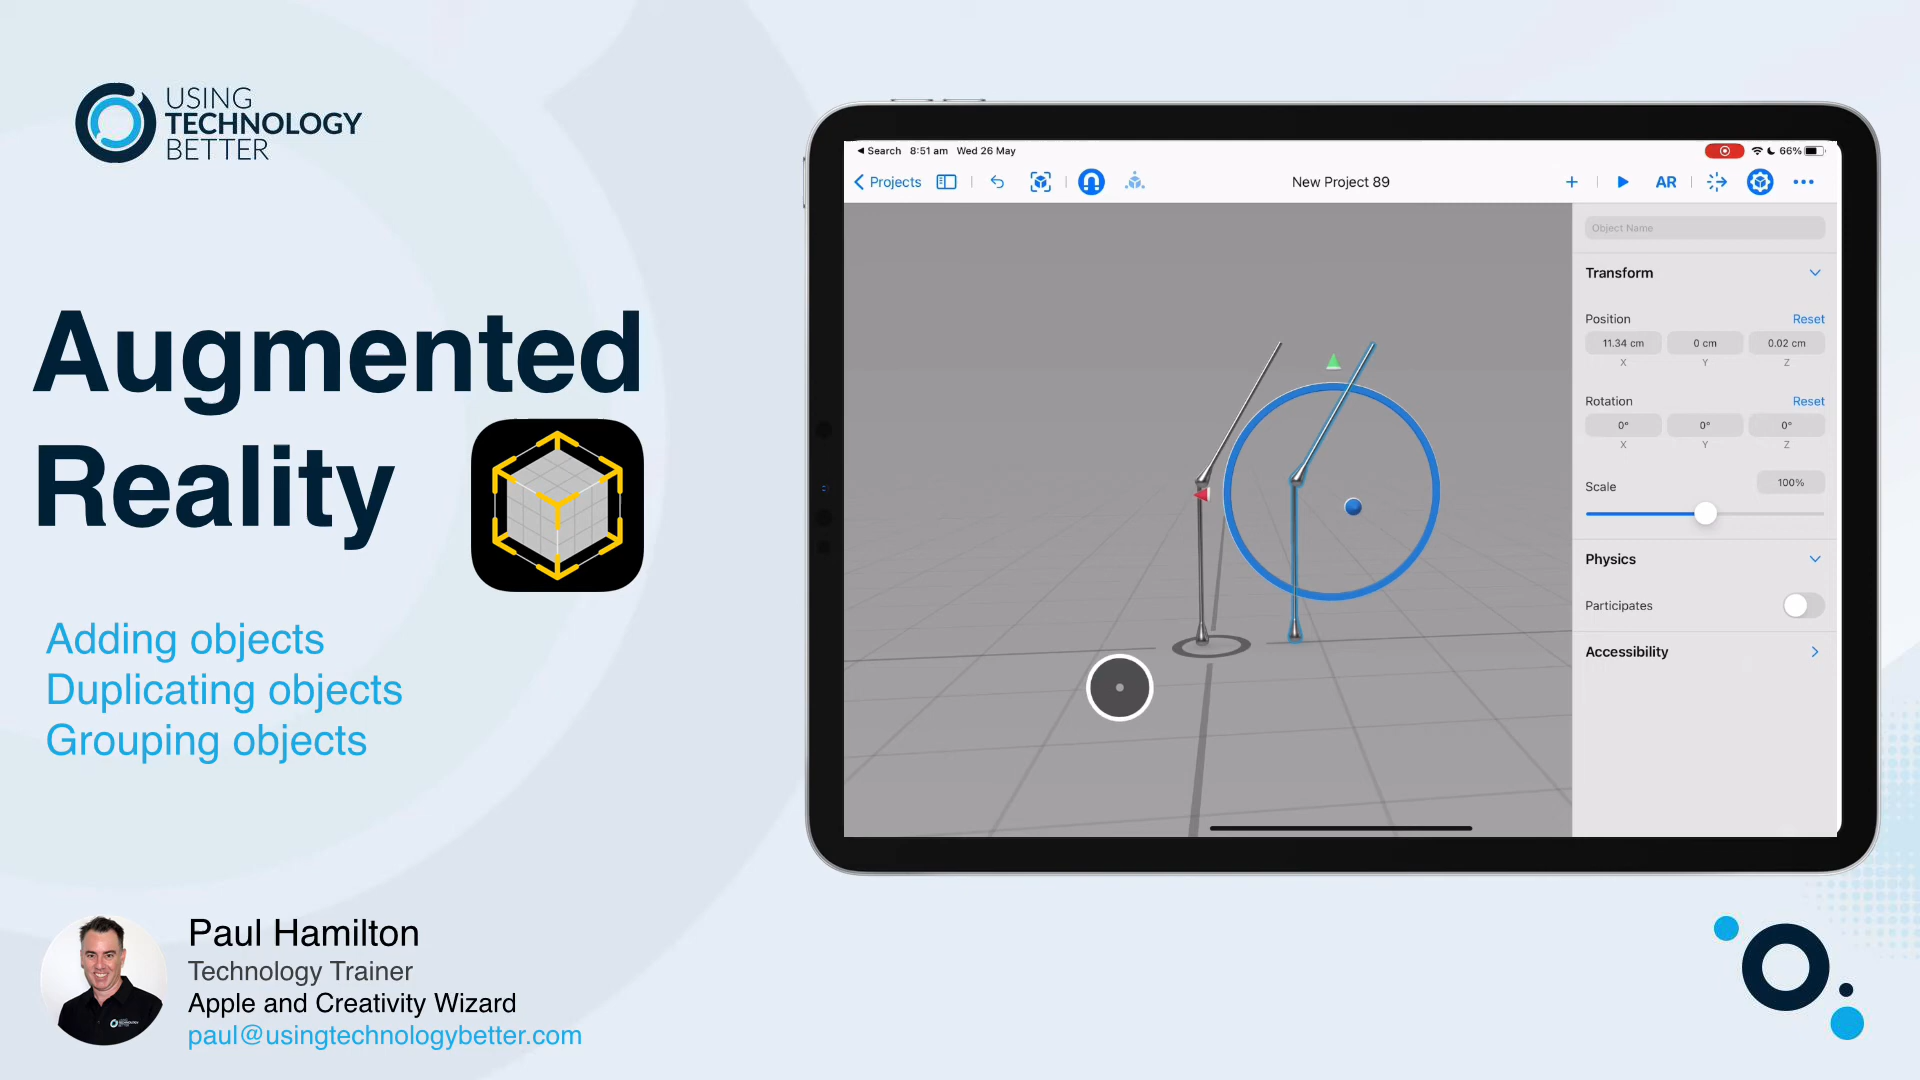 USING
TECHNOLOGY
BETTER
Augmented
Reality
Adding objects
Duplicating objects
Grouping objects
Paul Hamilton
Technology Trainer
Apple and Creativity Wizard
paul@usingtechnologybetter.com
Search 8:51 am Wed 26 May 66%
Projects New Project 89 AR
Object Name
Transform
Position Reset
11.34 cm 0 cm 0.02 cm
X Y Z
Rotation Reset
0° 0° 0°
X Y Z
Scale 100%
Physics
Participates
Accessibility